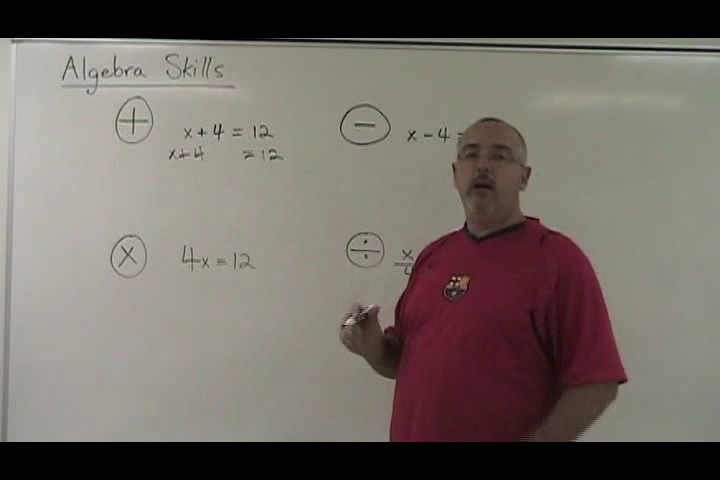 Algebra Skills
+ x + 4 = 12
x + 4 = 12
- x - 4 =
x 4x = 12
÷ x